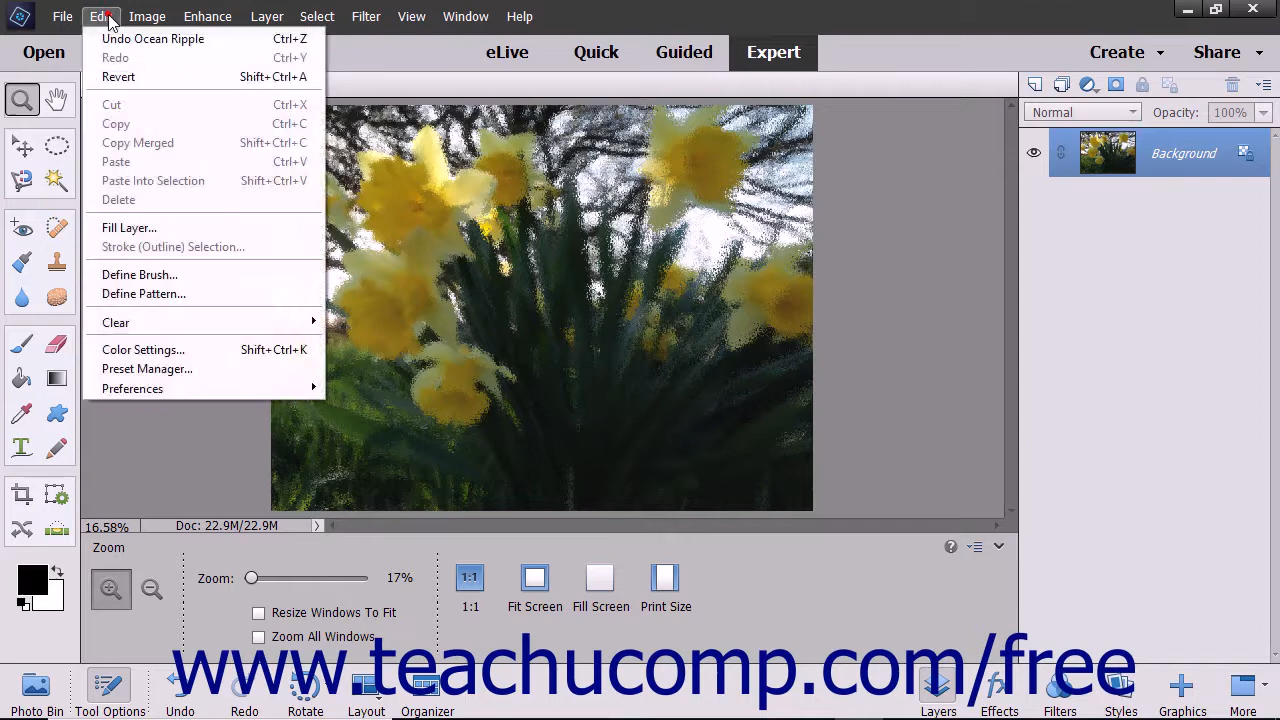 File Edit Image Enhance Layer Select Filter View Window Help
Open eLive Quick Guided Expert Create Share
Undo Ocean Ripple Ctrl+Z
Redo Ctrl+Y
Revert Shift+Ctrl+A
Cut Ctrl+X
Copy Ctrl+C
Copy Merged Shift+Ctrl+C
Paste Ctrl+V
Paste Into Selection Shift+Ctrl+V
Delete
Fill Layer...
Stroke (Outline) Selection...
Define Brush...
Define Pattern...
Clear
Color Settings... Shift+Ctrl+K
Preset Manager...
Preferences
Normal Opacity: 100%
Background
16.58% Doc: 22.9M/22.9M
Zoom
Zoom: 17%
Resize Windows To Fit
Zoom All Windows
1:1
1:1 Fit Screen Fill Screen Print Size
www.teachucomp.com/free
Photo Bin Tool Options Undo Redo Rotate Layout Organizer Layers Effects Filters Styles Graphics More